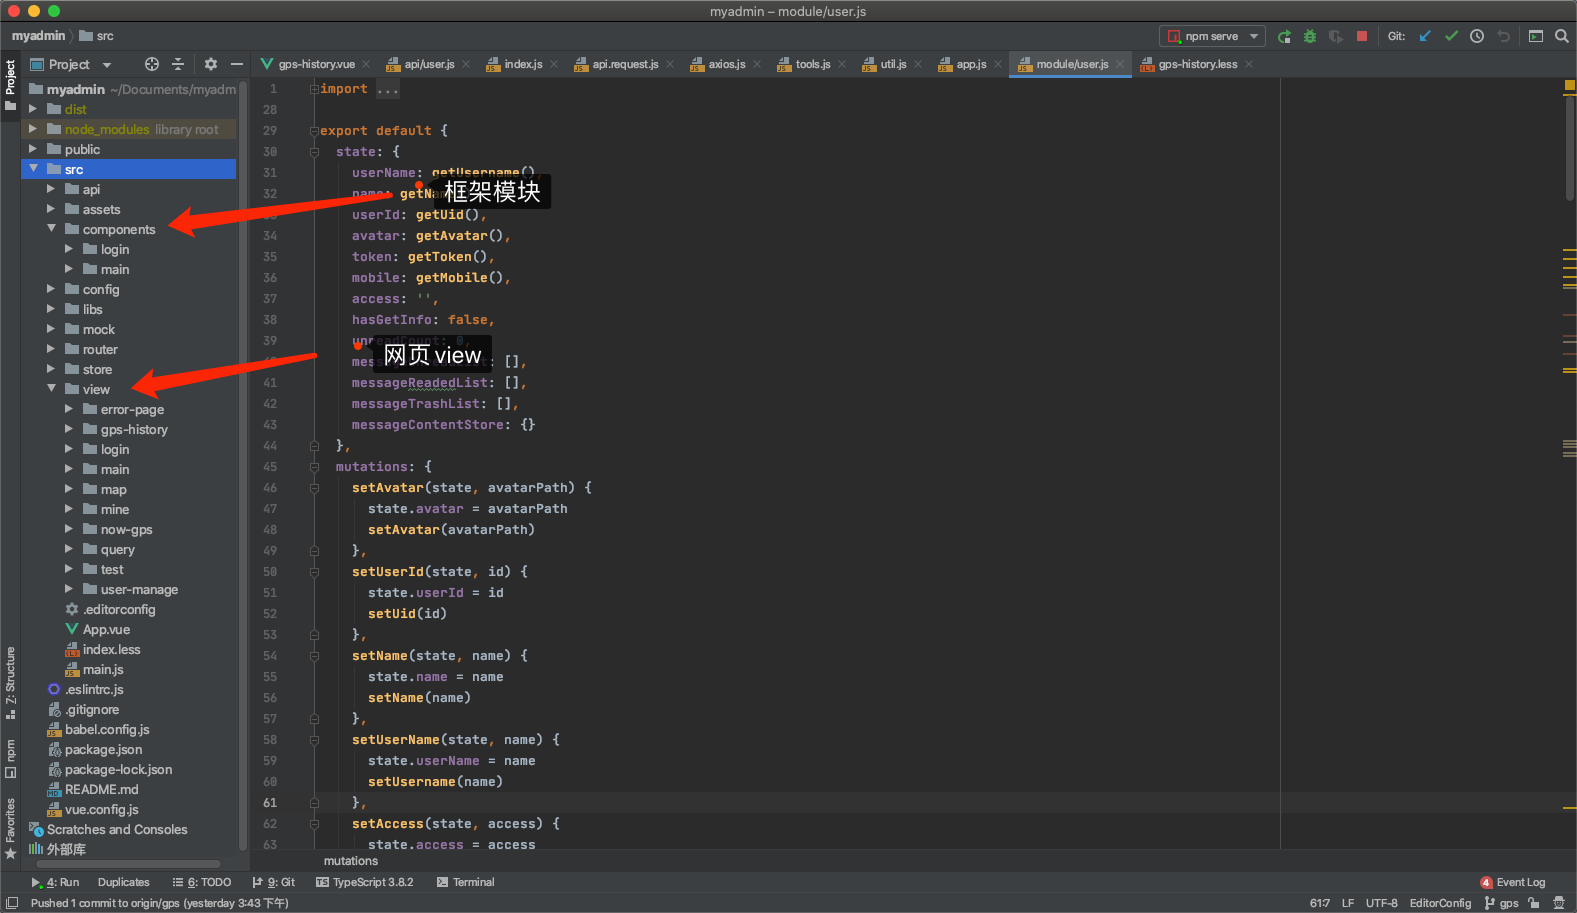 myadmin – module/user.js
myadmin src npm serve Git:
Project gps-history.vue api/user.js index.js api.request.js axios.js tools.js util.js app.js module/user.js gps-history.less
Project
myadmin ~/Documents/myadm
dist
node_modules library root
public
src
api
assets
components
login
main
config
libs
mock
router
store
view
error-page
gps-history
login
main
map
mine
now-gps
query
test
user-manage
.editorconfig
App.vue
index.less
main.js
.eslintrc.js
.gitignore
babel.config.js
package.json
package-lock.json
README.md
vue.config.js
Scratches and Consoles
外部库
Z: Structure
npm
Favorites
1 import ...
28
29 export default {
30 state: {
31 userName: getUsername(),
32 name: getNa
框架模块
33 userId: getUid(),
34 avatar: getAvatar(),
35 token: getToken(),
36 mobile: getMobile(),
37 access: '',
38 hasGetInfo: false,
39 unreadCount: 0,
网页view
40 mess : [],
41 messageReadedList: [],
42 messageTrashList: [],
43 messageContentStore: {}
44 },
45 mutations: {
46 setAvatar(state, avatarPath) {
47 state.avatar = avatarPath
48 setAvatar(avatarPath)
49 },
50 setUserId(state, id) {
51 state.userId = id
52 setUid(id)
53 },
54 setName(state, name) {
55 state.name = name
56 setName(name)
57 },
58 setUserName(state, name) {
59 state.userName = name
60 setUsername(name)
61 },
62 setAccess(state, access) {
63 state.access = access
mutations
4: Run Duplicates 6: TODO 9: Git TypeScript 3.8.2 Terminal 4 Event Log
Pushed 1 commit to origin/gps (yesterday 3:43 下午) 61:7 LF UTF-8 EditorConfig gps